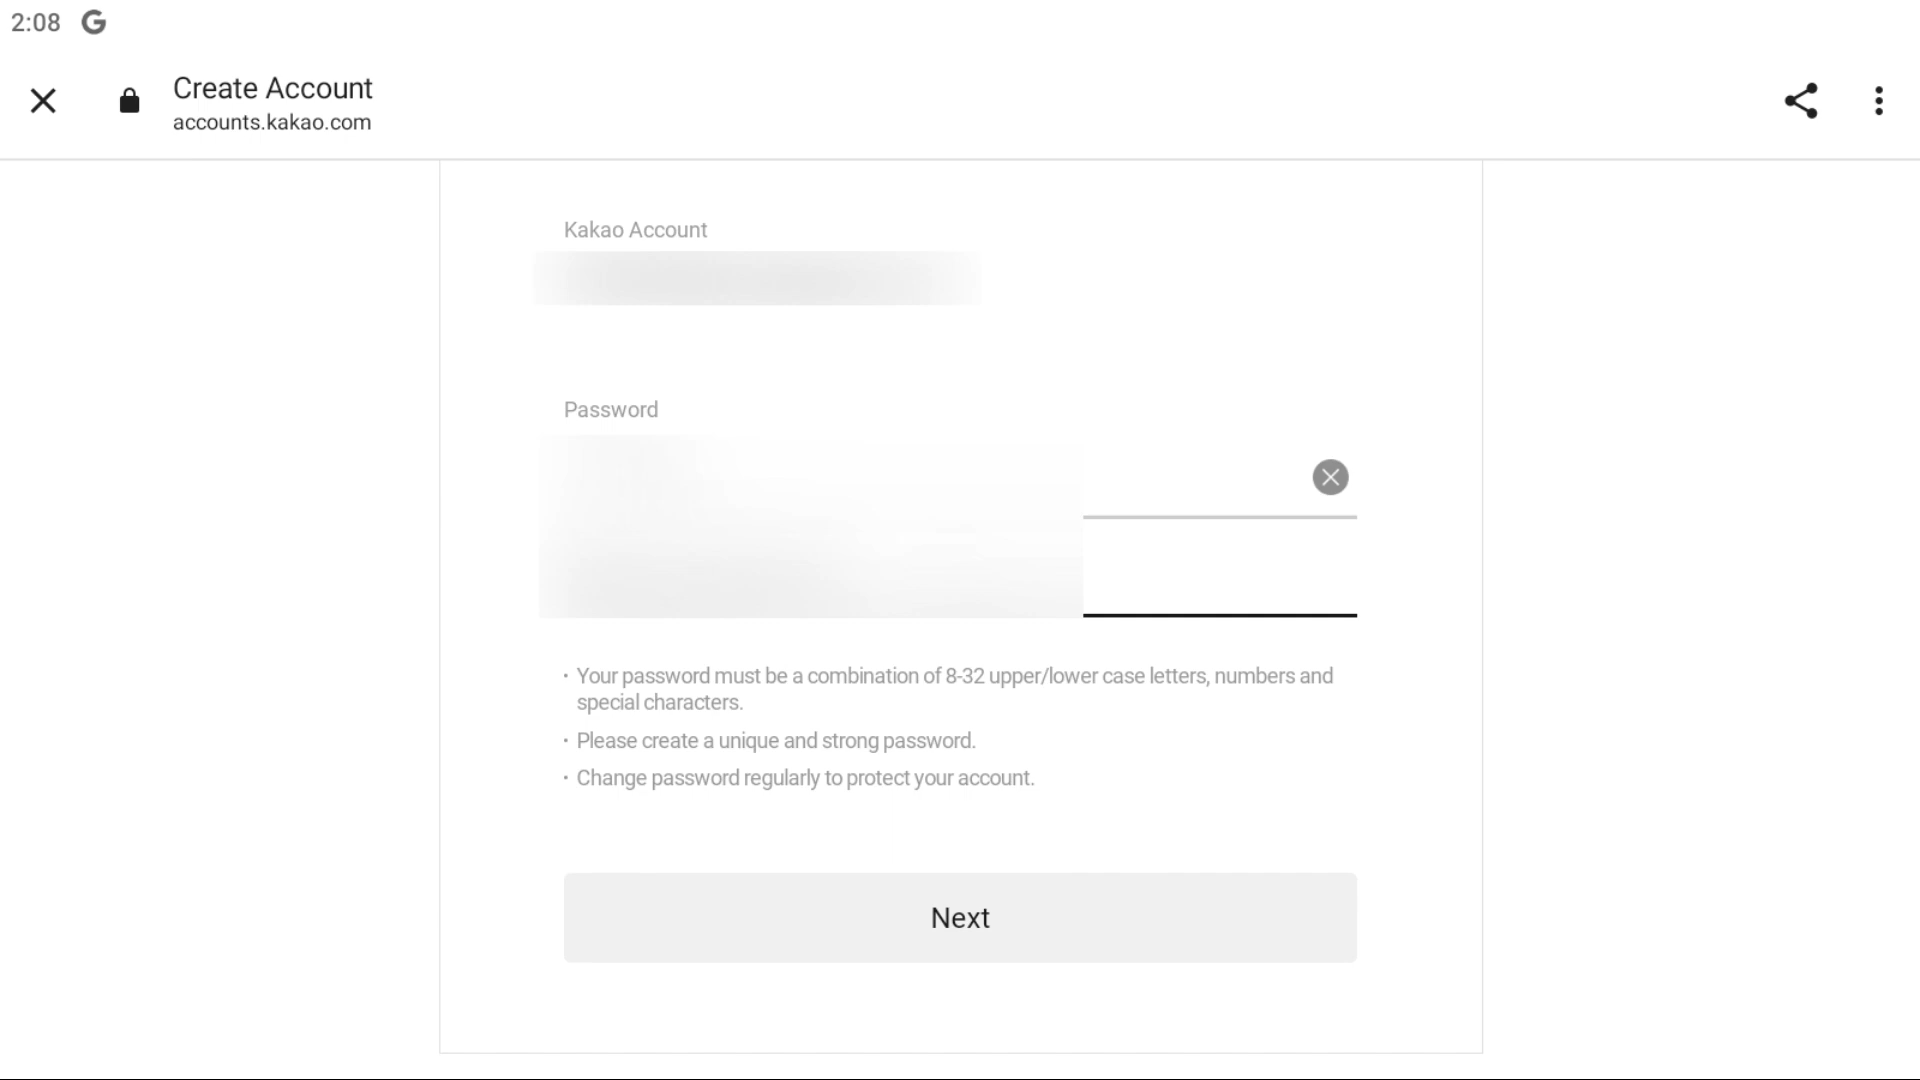 2:08 G
Create Account
accounts.kakao.com
Kakao Account
Password
· Your password must be a combination of 8-32 upper/lower case letters, numbers and
special characters.
· Please create a unique and strong password.
· Change password regularly to protect your account.
Next